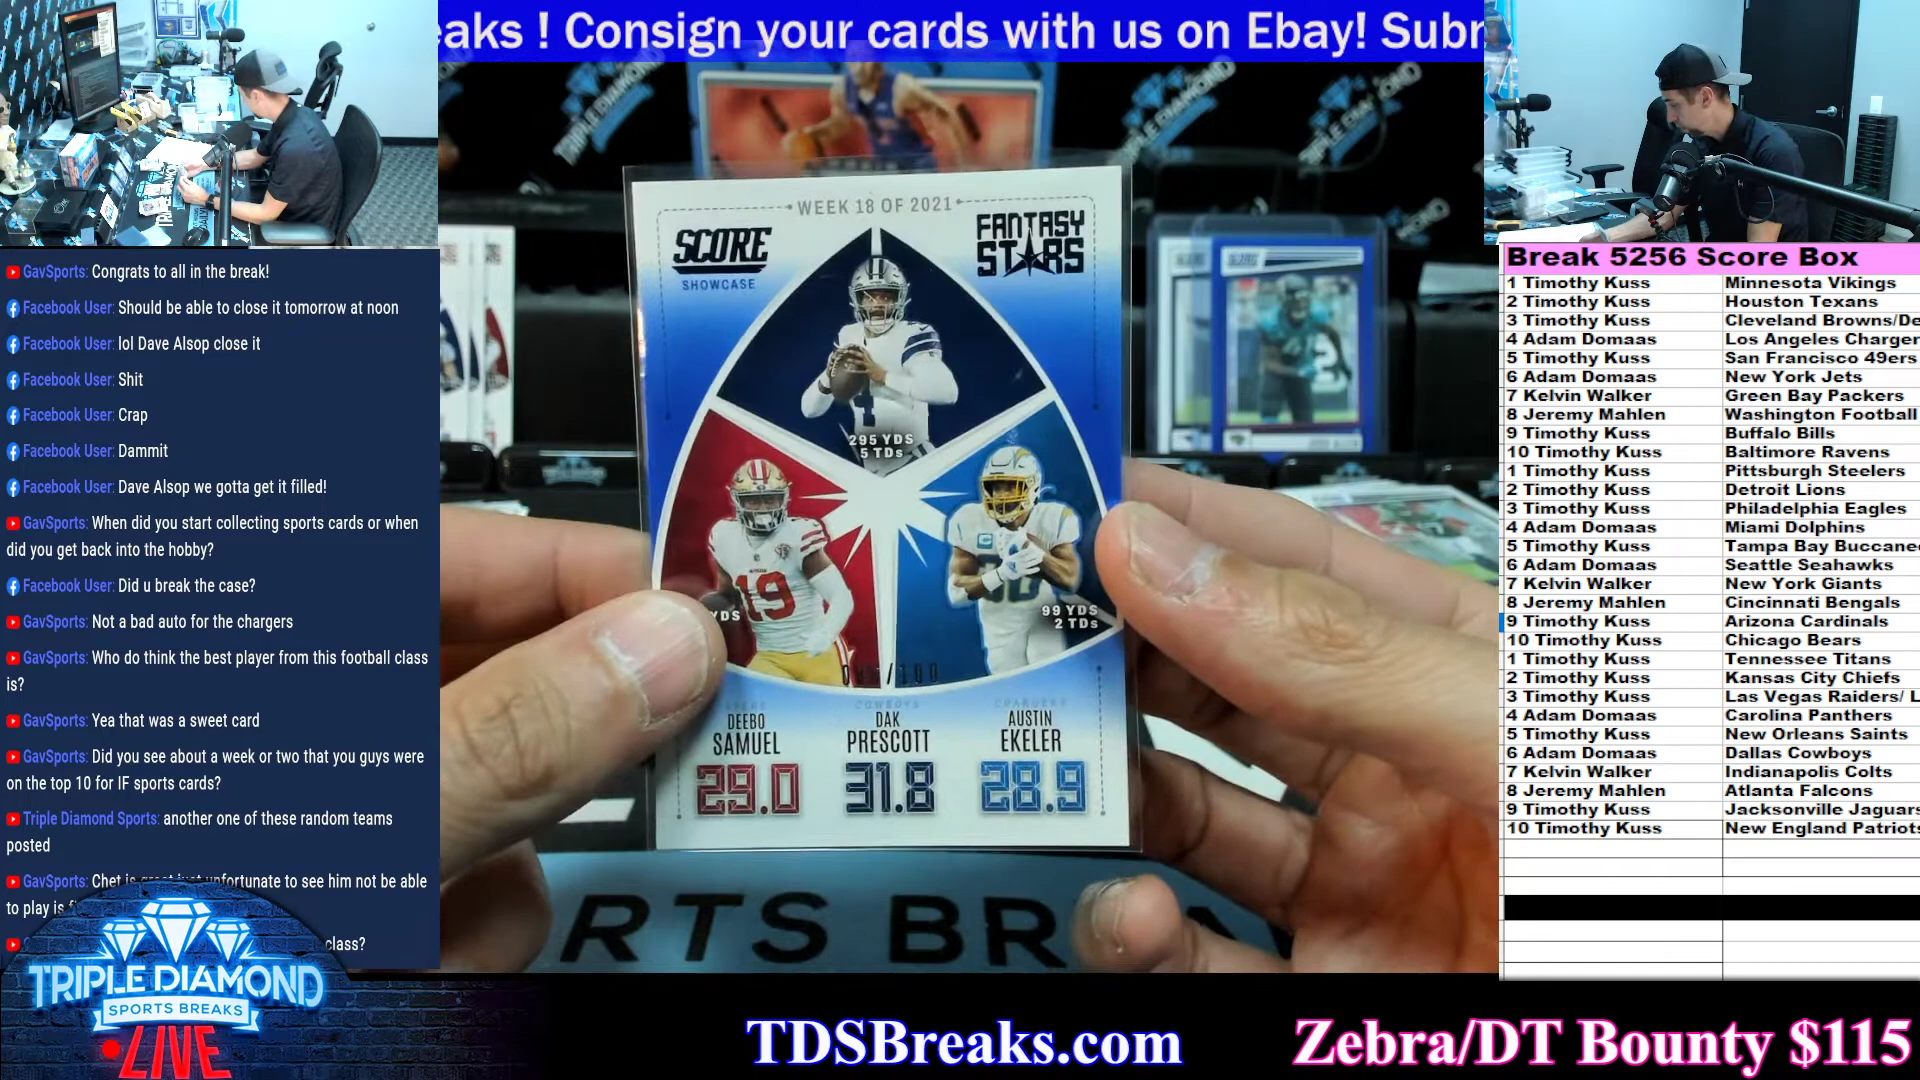 eaks ! Consign your cards with us on Ebay! Subm
GavSports: Congrats to all in the break!
Facebook User: Should be able to close it tomorrow at noon
Facebook User: lol Dave Alsop close it
Facebook User: Shit
Facebook User: Crap
Facebook User: Dammit
Facebook User: Dave Alsop we gotta get it filled!
GavSports: When did you start collecting sports cards or when
did you get back into the hobby?
Facebook User: Did u break the case?
GavSports: Not a bad auto for the chargers
GavSports: Who do think the best player from this football class
is?
GavSports: Yea that was a sweet card
GavSports: Did you see about a week or two that you guys were
on the top 10 for IF sports cards?
Triple Diamond Sports: another one of these random teams
posted
GavSports: Chet is great just unfortunate to see him not be able
to play is
class?
TRIPLE DIAMOND
SPORTS BREAKS
LIVE
TRIPLE DIAMOND
TRIPLE DIAMOND
WEEK 18 OF 2021
SCORE
SHOWCASE
FANTASY
STARS
4
295 YDS
5 TDs
19
YDS
99 YDS
2 TDs
/100
COWBOYS
CHARGERS
DEEBO
SAMUEL
29.0
DAK
PRESCOTT
31.8
AUSTIN
EKELER
28.9
RTS BR
Break 5256 Score Box
1 Timothy Kuss Minnesota Vikings
2 Timothy Kuss Houston Texans
3 Timothy Kuss Cleveland Browns/De
4 Adam Domaas Los Angeles Charger
5 Timothy Kuss San Francisco 49ers
6 Adam Domaas New York Jets
7 Kelvin Walker Green Bay Packers
8 Jeremy Mahlen Washington Football
9 Timothy Kuss Buffalo Bills
10 Timothy Kuss Baltimore Ravens
1 Timothy Kuss Pittsburgh Steelers
2 Timothy Kuss Detroit Lions
3 Timothy Kuss Philadelphia Eagles
4 Adam Domaas Miami Dolphins
5 Timothy Kuss Tampa Bay Buccanee
6 Adam Domaas Seattle Seahawks
7 Kelvin Walker New York Giants
8 Jeremy Mahlen Cincinnati Bengals
9 Timothy Kuss Arizona Cardinals
10 Timothy Kuss Chicago Bears
1 Timothy Kuss Tennessee Titans
2 Timothy Kuss Kansas City Chiefs
3 Timothy Kuss Las Vegas Raiders/ L
4 Adam Domaas Carolina Panthers
5 Timothy Kuss New Orleans Saints
6 Adam Domaas Dallas Cowboys
7 Kelvin Walker Indianapolis Colts
8 Jeremy Mahlen Atlanta Falcons
9 Timothy Kuss Jacksonville Jaguars
10 Timothy Kuss New England Patriots
TDSBreaks.com
Zebra/DT Bounty $115